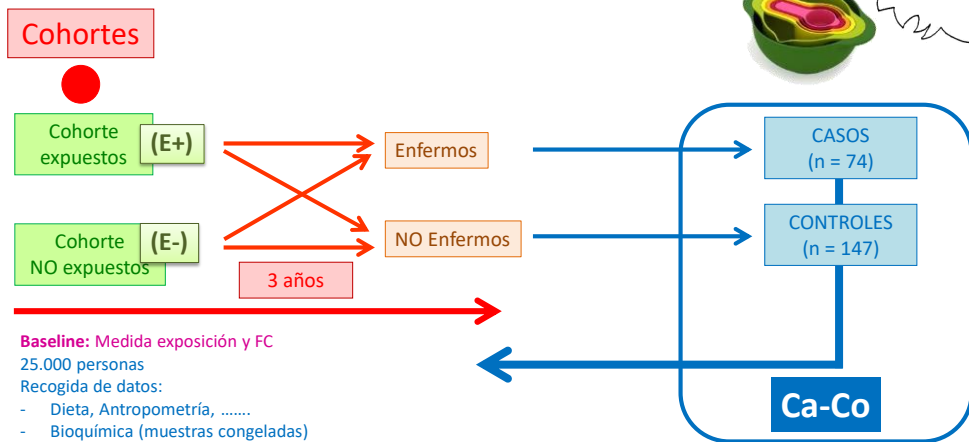 Cohortes
Cohorte
expuestos
(E+)
Enfermos
CASOS
(n = 74)
Cohorte
NO expuestos
(E-)
NO Enfermos
CONTROLES
(n = 147)
3 años
Baseline: Medida exposición y FC
25.000 personas
Recogida de datos:
- Dieta, Antropometría, …….
- Bioquímica (muestras congeladas)
Ca-Co